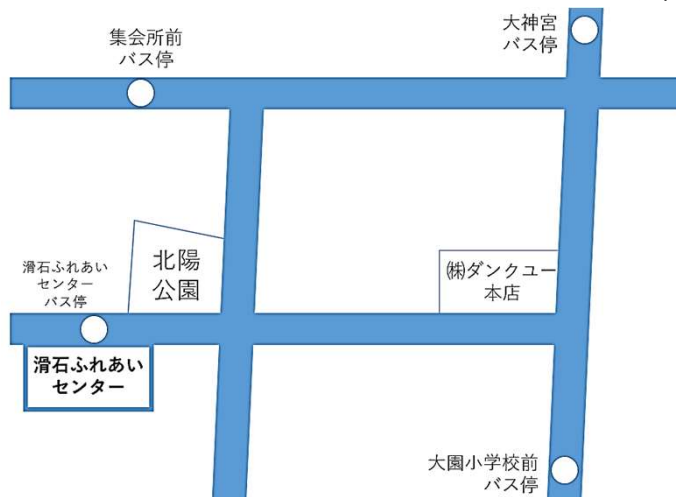 大神宮
バス停
集会所前
バス停
北陽
公園
㈱ダンクユー
本店
滑石ふれあい
センター
バス停
滑石ふれあい
センター
大園小学校前
バス停